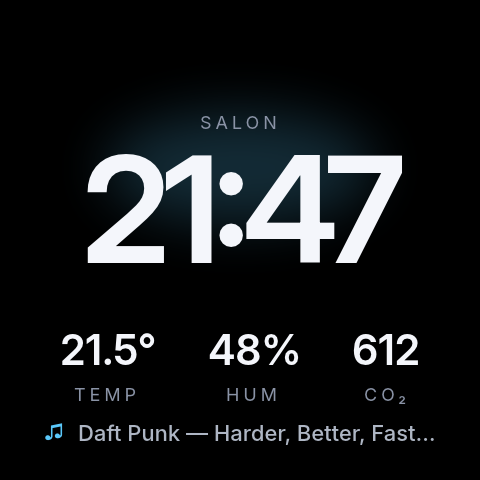 SALON
21:47
21.5° 48% 612
TEMP HUM CO₂
Daft Punk — Harder, Better, Fast...